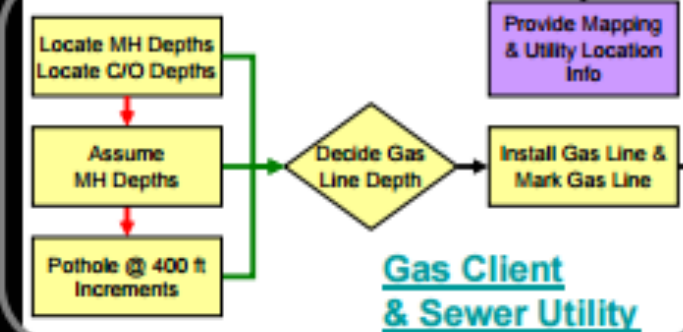 Locate MH Depths
Locate C/O Depths
Assume
MH Depths
Pothole @ 400 ft
Increments
Decide Gas
Line Depth
Provide Mapping
& Utility Location
Info
Install Gas Line &
Mark Gas Line
Gas Client
& Sewer Utility